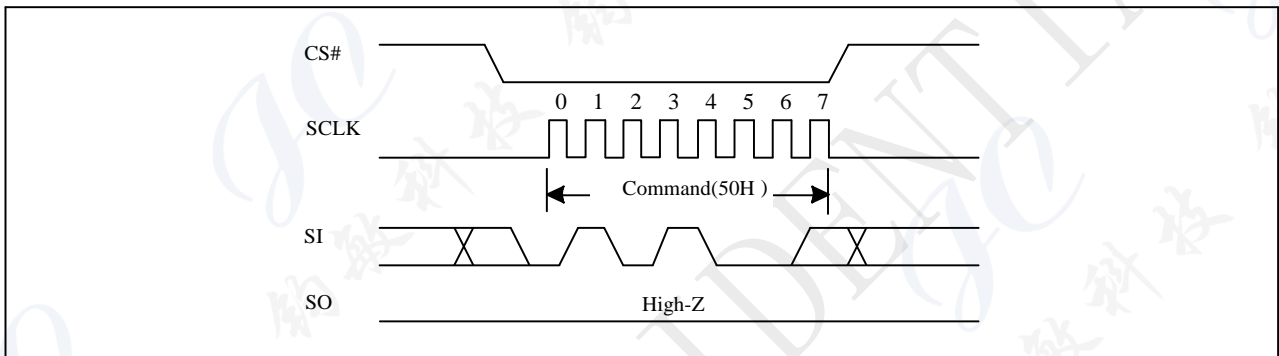 CS#
0 1 2 3 4 5 6 7
SCLK
Command(50H )
SI
SO High-Z